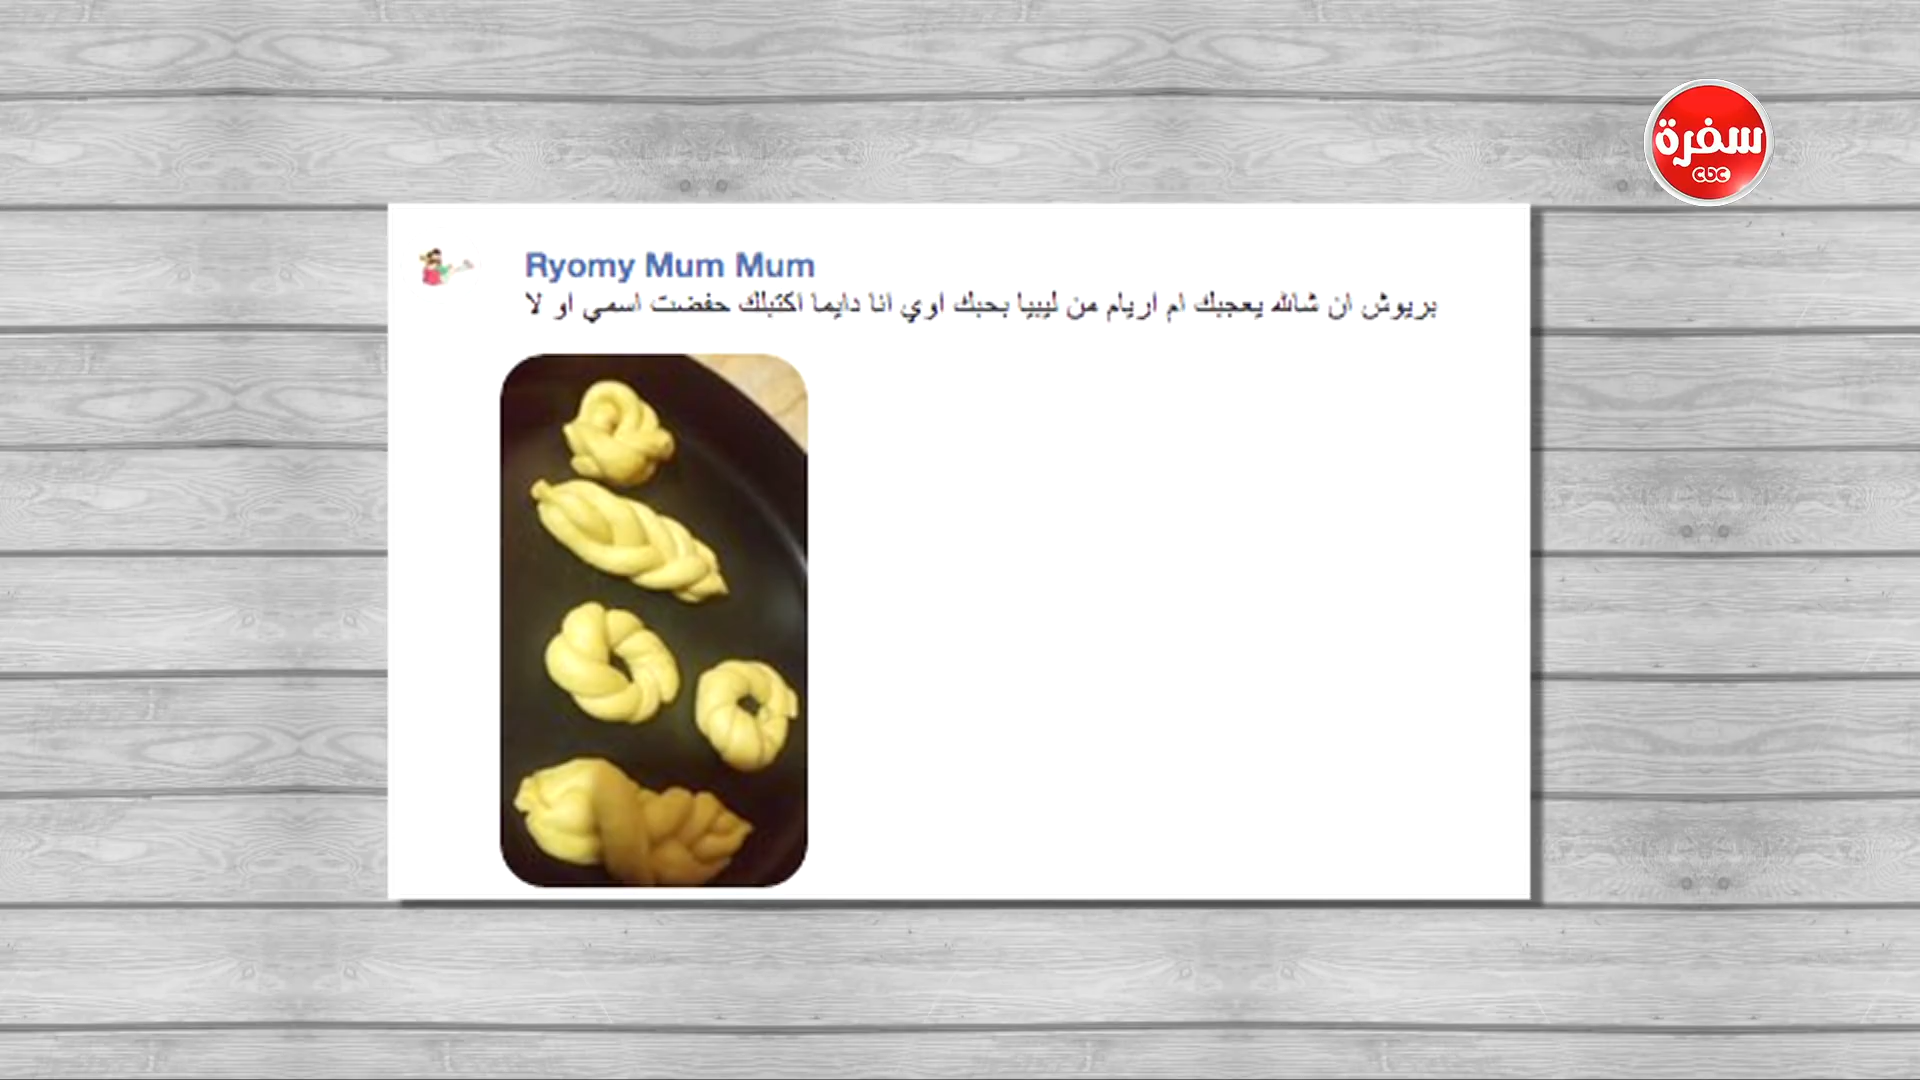 سفرة
cbc
Ryomy Mum Mum
بريوش ان شالله يعجبك ام اريام من ليبيا بحبك اوي انا دايما اكتبلك حفضت اسمي او لا